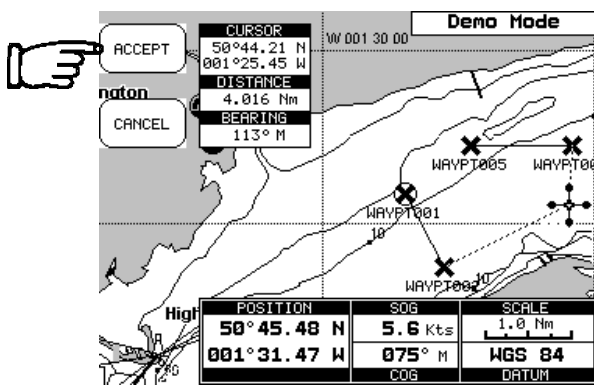 Demo Mode
ACCEPT
CURSOR
50°44.21 N
001°25.45 W
W 001 30 00
DISTANCE
4.016 Nm
ngton
BEARING
113° M
CANCEL
WAYPT005
WAYPT00
WAYPT001
10
WAYPT002
10
High
POSITION
50°45.48 N
001°31.47 W
SOG
5.6 Kts
075° M
COG
SCALE
1.0 Nm
WGS 84
DATUM